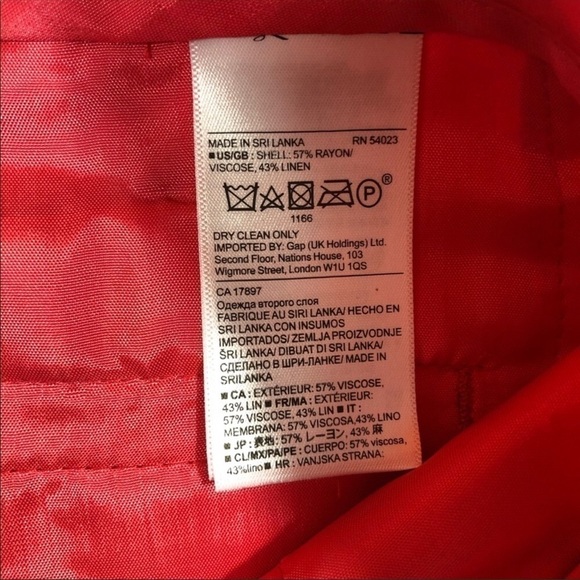 MADE IN SRI LANKA RN 54023
■ US/GB : SHELL: 57% RAYON/
VISCOSE, 43% LINEN
P®
1166
DRY CLEAN ONLY
IMPORTED BY: Gap (UK Holdings) Ltd.
Second Floor, Nations House, 103
Wigmore Street, London W1U 1QS
CA 17897
Одежда второго слоя
FABRIQUE AU SIRI LANKA/ HECHO EN
SRI LANKA CON INSUMOS
IMPORTADOS/ ZEMLJA PROIZVODNJE
ŠRI LANKA/ DIBUAT DI SRI LANKA/
СДЕЛАНО В ШРИ-ЛАНКЕ/ MADE IN
SRILANKA
■ CA : EXTÉRIEUR: 57% VISCOSE,
43% LIN ■ FR/MA : EXTÉRIEUR:
57% VISCOSE, 43% LIN ■ IT :
MEMBRANA: 57% VISCOSA,43% LINO
■ JP : 表地 : 57% レーヨン, 43% 麻
■ CL/MX/PA/PE : CUERPO: 57% viscosa,
43%lino ■ HR : VANJSKA STRANA: